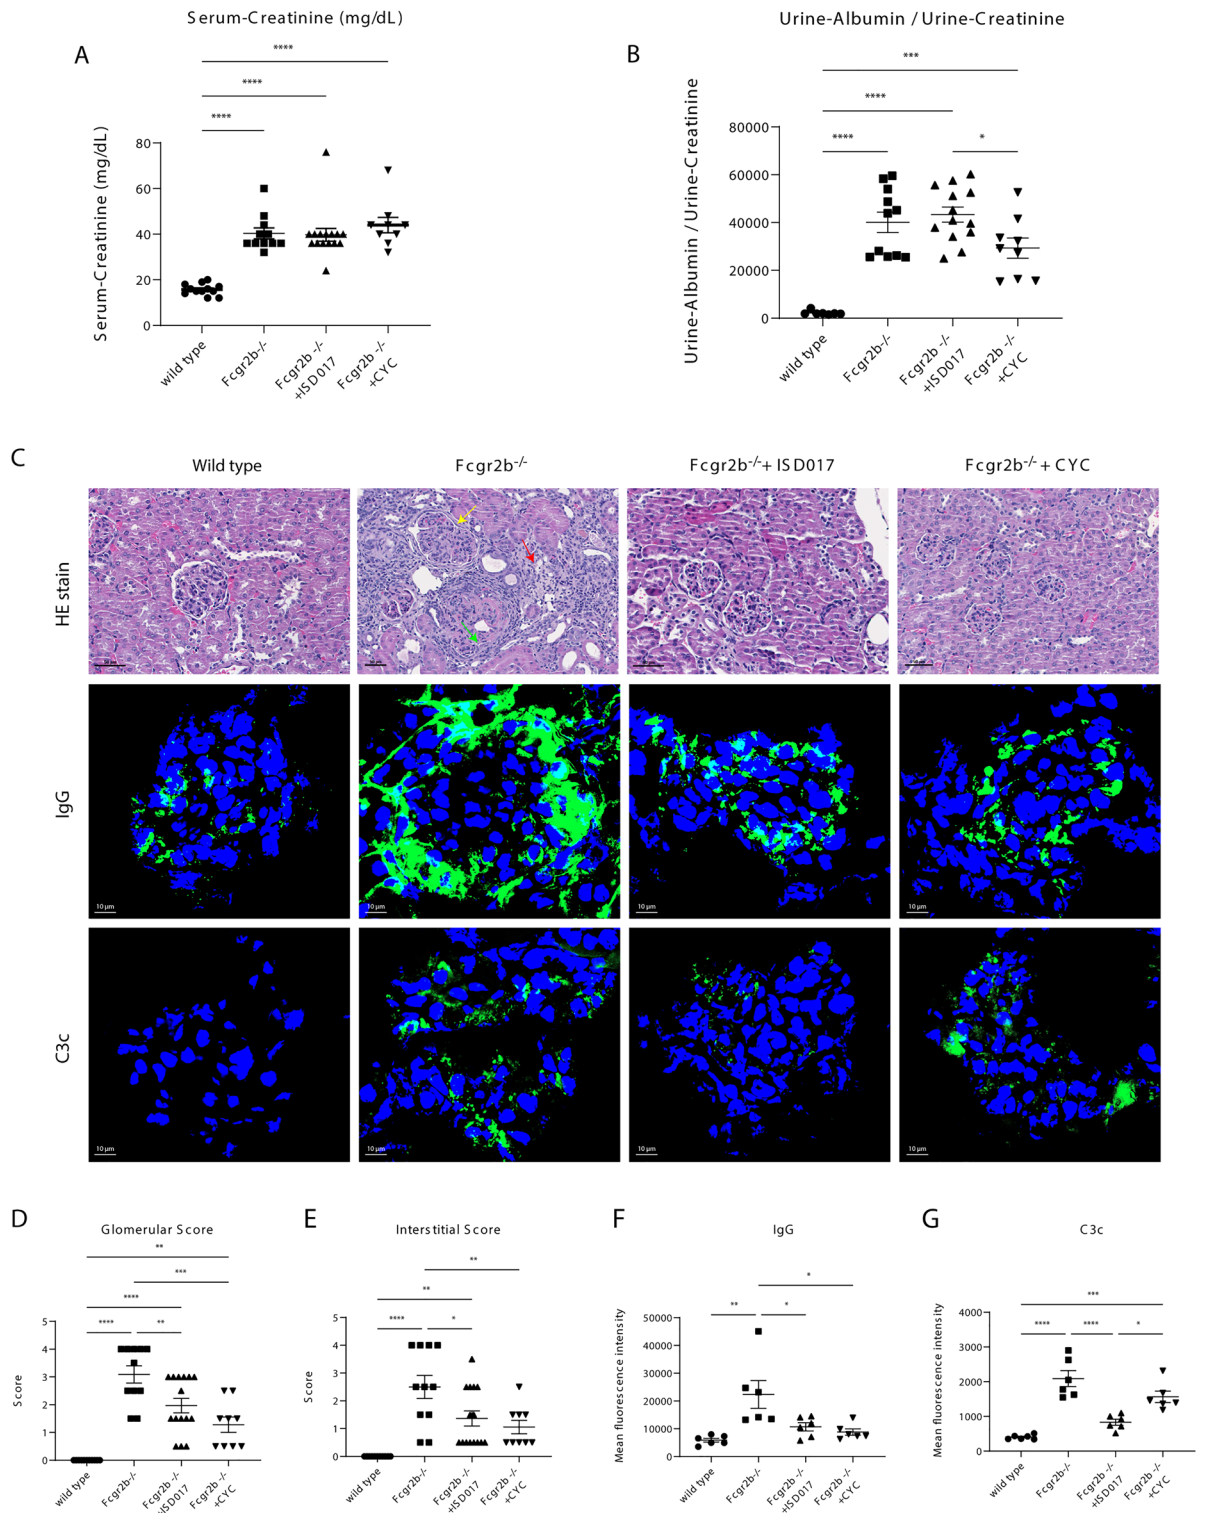 Serum-Creatinine (mg/dL)
A
****
****
****
Serum-Creatinine (mg/dL)
80
60
40
20
0
wild type
Fcgr2b-/-
Fcgr2b -/-
+ISD017
Fcgr2b -/-
+CYC
Urine-Albumin / Urine-Creatinine
B
***
****
****
*
Urine-Albumin / Urine-Creatinine
80000
60000
40000
20000
0
wild type
Fcgr2b-/-
Fcgr2b -/-
+ISD017
Fcgr2b -/-
+CYC
C
Wild type
Fcgr2b-/-
Fcgr2b-/-+ ISD017
Fcgr2b-/- + CYC
HE stain
IgG
10 µm
10 µm
10 µm
10 µm
C3c
10 µm
10 µm
10 µm
10 µm
D
Glomerular Score
**
***
****
****
**
Score
5
4
3
2
1
0
wild type
Fcgr2b-/-
Fcgr2b -/-
+ISD017
Fcgr2b -/-
+CYC
E
Interstitial Score
**
**
****
*
Score
5
4
3
2
1
0
wild type
Fcgr2b-/-
Fcgr2b -/-
+ISD017
Fcgr2b -/-
+CYC
F
IgG
*
**
*
Mean fluorescence intensity
50000
40000
30000
20000
10000
0
wild type
Fcgr2b-/-
Fcgr2b -/-
+ISD017
Fcgr2b -/-
+CYC
G
C3c
***
****
****
*
Mean fluorescence intensity
4000
3000
2000
1000
0
wild type
Fcgr2b-/-
Fcgr2b -/-
+ISD017
Fcgr2b -/-
+CYC